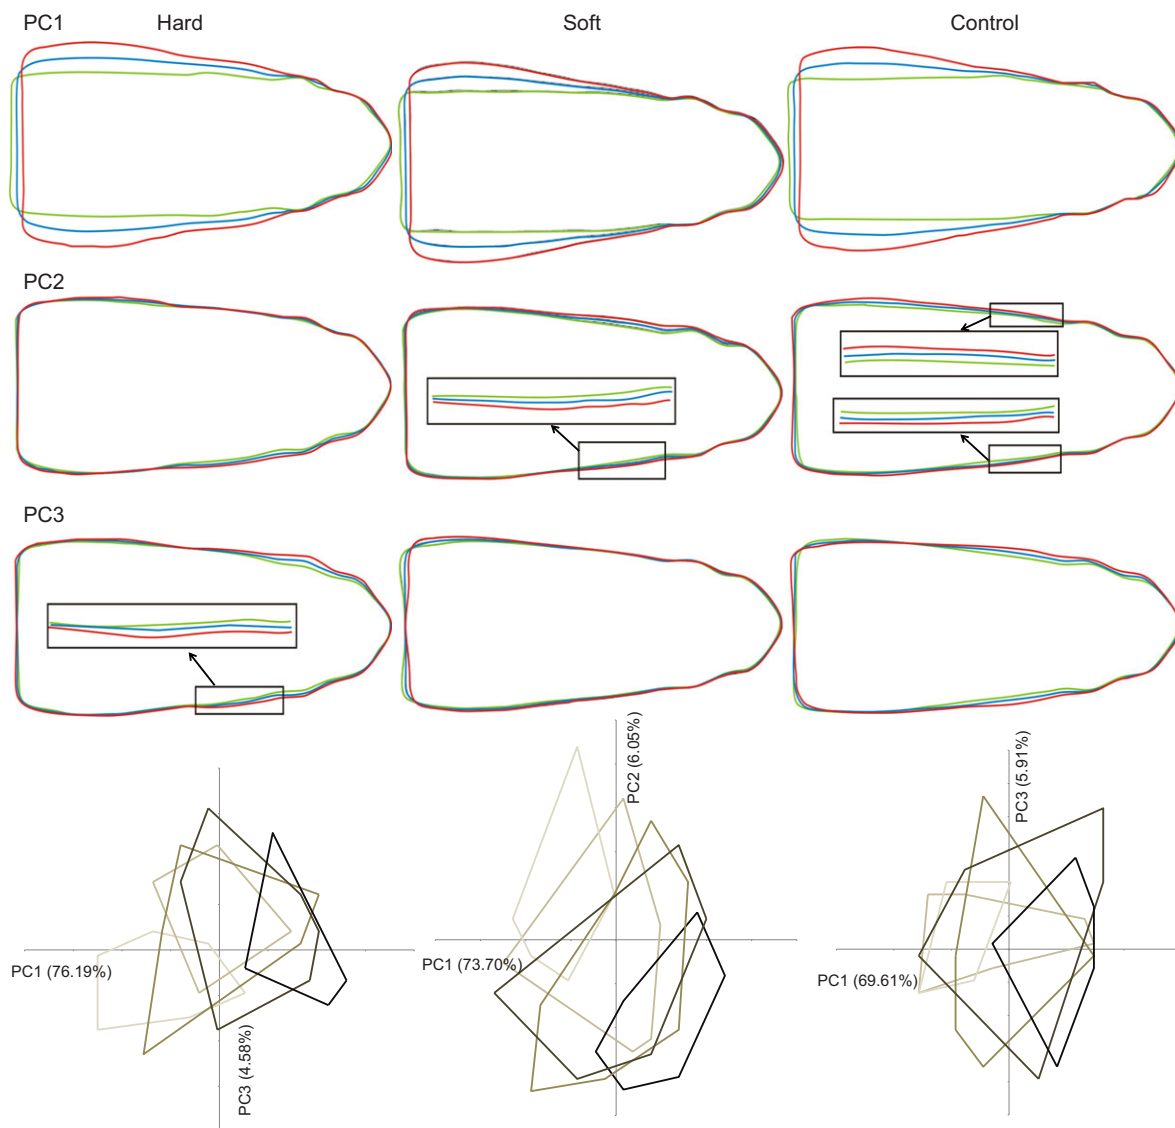 PC1
Hard
Soft
Control
PC2
PC3
PC1 (76.19%)
PC3 (4.58%)
PC2 (6.05%)
PC1 (73.70%)
PC3 (5.91%)
PC1 (69.61%)